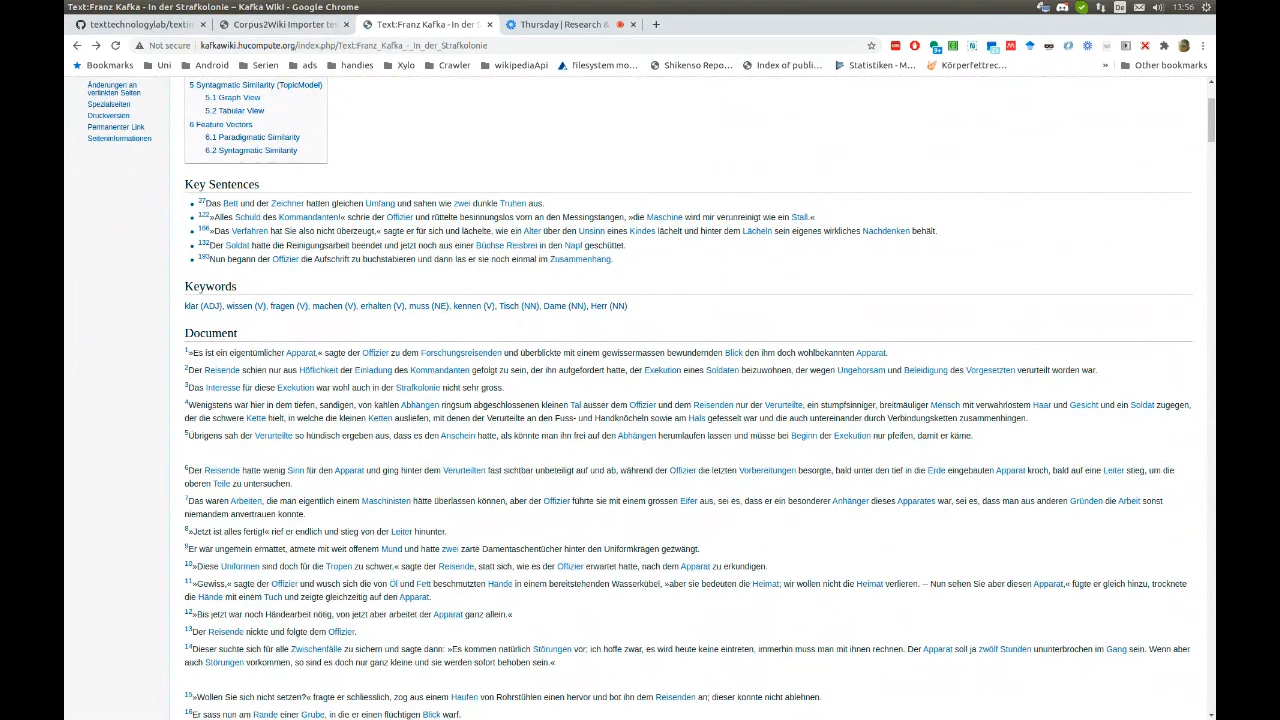 Text:Franz Kafka - In der Strafkolonie – Kafka Wiki - Google Chrome
De
13:56
texttechnologylab/textim
Corpus2Wiki Importer tes
Text:Franz Kafka - In der S
Thursday | Research &
Not secure
kafkawiki.hucompute.org/index.php/Text:Franz_Kafka_-_In_der_Strafkolonie
Bookmarks
Uni
Android
Serien
ads
handies
Xylo
Crawler
wikipediaApi
filesystem mo...
Shikenso Repo...
Index of publi...
Statistiken - M...
Körperfettrec...
»
Other bookmarks
Änderungen an
verlinkten Seiten
Spezialseiten
Druckversion
Permanenter Link
Seiteninformationen
5 Syntagmatic Similarity (TopicModel)
5.1 Graph View
5.2 Tabular View
6 Feature Vectors
6.1 Paradigmatic Similarity
6.2 Syntagmatic Similarity
Key Sentences
37Das Bett und der Zeichner hatten gleichen Umfang und sahen wie zwei dunkle Truhen aus.
122»Alles Schuld des Kommandanten!« schrie der Offizier und rüttelte besinnungslos vorn an den Messingstangen, »die Maschine wird mir verunreinigt wie ein Stall.«
166»Das Verfahren hat Sie also nicht überzeugt,« sagte er für sich und lächelte, wie ein Alter über den Unsinn eines Kindes lächelt und hinter dem Lächeln sein eigenes wirkliches Nachdenken behält.
132Der Soldat hatte die Reinigungsarbeit beendet und jetzt noch aus einer Büchse Reisbrei in den Napf geschüttet.
193Nun begann der Offizier die Aufschrift zu buchstabieren und dann las er sie noch einmal im Zusammenhang.
Keywords
klar (ADJ), wissen (V), fragen (V), machen (V), erhalten (V), muss (NE), kennen (V), Tisch (NN), Dame (NN), Herr (NN)
Document
1»Es ist ein eigentümlicher Apparat,« sagte der Offizier zu dem Forschungsreisenden und überblickte mit einem gewissermassen bewundernden Blick den ihm doch wohlbekannten Apparat.
2Der Reisende schien nur aus Höflichkeit der Einladung des Kommandanten gefolgt zu sein, der ihn aufgefordert hatte, der Exekution eines Soldaten beizuwohnen, der wegen Ungehorsam und Beleidigung des Vorgesetzten verurteilt worden war.
3Das Interesse für diese Exekution war wohl auch in der Strafkolonie nicht sehr gross.
4Wenigstens war hier in dem tiefen, sandigen, von kahlen Abhängen ringsum abgeschlossenen kleinen Tal ausser dem Offizier und dem Reisenden nur der Verurteilte, ein stumpfsinniger, breitmäuliger Mensch mit verwahrlostem Haar und Gesicht und ein Soldat zugegen,
der die schwere Kette hielt, in welche die kleinen Ketten ausliefen, mit denen der Verurteilte an den Fuss- und Handknöcheln sowie am Hals gefesselt war und die auch untereinander durch Verbindungsketten zusammenhingen.
5Übrigens sah der Verurteilte so hündisch ergeben aus, dass es den Anschein hatte, als könnte man ihn frei auf den Abhängen herumlaufen lassen und müsse bei Beginn der Exekution nur pfeifen, damit er käme.
6Der Reisende hatte wenig Sinn für den Apparat und ging hinter dem Verurteilten fast sichtbar unbeteiligt auf und ab, während der Offizier die letzten Vorbereitungen besorgte, bald unter den tief in die Erde eingebauten Apparat kroch, bald auf eine Leiter stieg, um die
oberen Teile zu untersuchen.
7Das waren Arbeiten, die man eigentlich einem Maschinisten hätte überlassen können, aber der Offizier führte sie mit einem grossen Eifer aus, sei es, dass er ein besonderer Anhänger dieses Apparates war, sei es, dass man aus anderen Gründen die Arbeit sonst
niemandem anvertrauen konnte.
8»Jetzt ist alles fertig!« rief er endlich und stieg von der Leiter hinunter.
9Er war ungemein ermattet, atmete mit weit offenem Mund und hatte zwei zarte Damentaschentücher hinter den Uniformkragen gezwängt.
10»Diese Uniformen sind doch für die Tropen zu schwer,« sagte der Reisende, statt sich, wie es der Offizier erwartet hatte, nach dem Apparat zu erkundigen.
11»Gewiss,« sagte der Offizier und wusch sich die von Öl und Fett beschmutzten Hände in einem bereitstehenden Wasserkübel, »aber sie bedeuten die Heimat; wir wollen nicht die Heimat verlieren. – Nun sehen Sie aber diesen Apparat,« fügte er gleich hinzu, trocknete
die Hände mit einem Tuch und zeigte gleichzeitig auf den Apparat.
12»Bis jetzt war noch Händearbeit nötig, von jetzt aber arbeitet der Apparat ganz allein.«
13Der Reisende nickte und folgte dem Offizier.
14Dieser suchte sich für alle Zwischenfälle zu sichern und sagte dann: »Es kommen natürlich Störungen vor; ich hoffe zwar, es wird heute keine eintreten, immerhin muss man mit ihnen rechnen. Der Apparat soll ja zwölf Stunden ununterbrochen im Gang sein. Wenn aber
auch Störungen vorkommen, so sind es doch nur ganz kleine und sie werden sofort behoben sein.«
15»Wollen Sie sich nicht setzen?« fragte er schliesslich, zog aus einem Haufen von Rohrstühlen einen hervor und bot ihn dem Reisenden an; dieser konnte nicht ablehnen.
16Er sass nun am Rande einer Grube, in die er einen flüchtigen Blick warf.